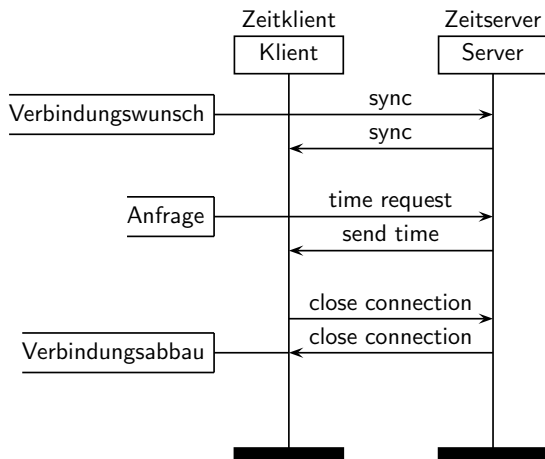 Zeitklient Zeitserver
Klient Server
sync
Verbindungswunsch
sync
time request
Anfrage
send time
close connection
close connection
Verbindungsabbau